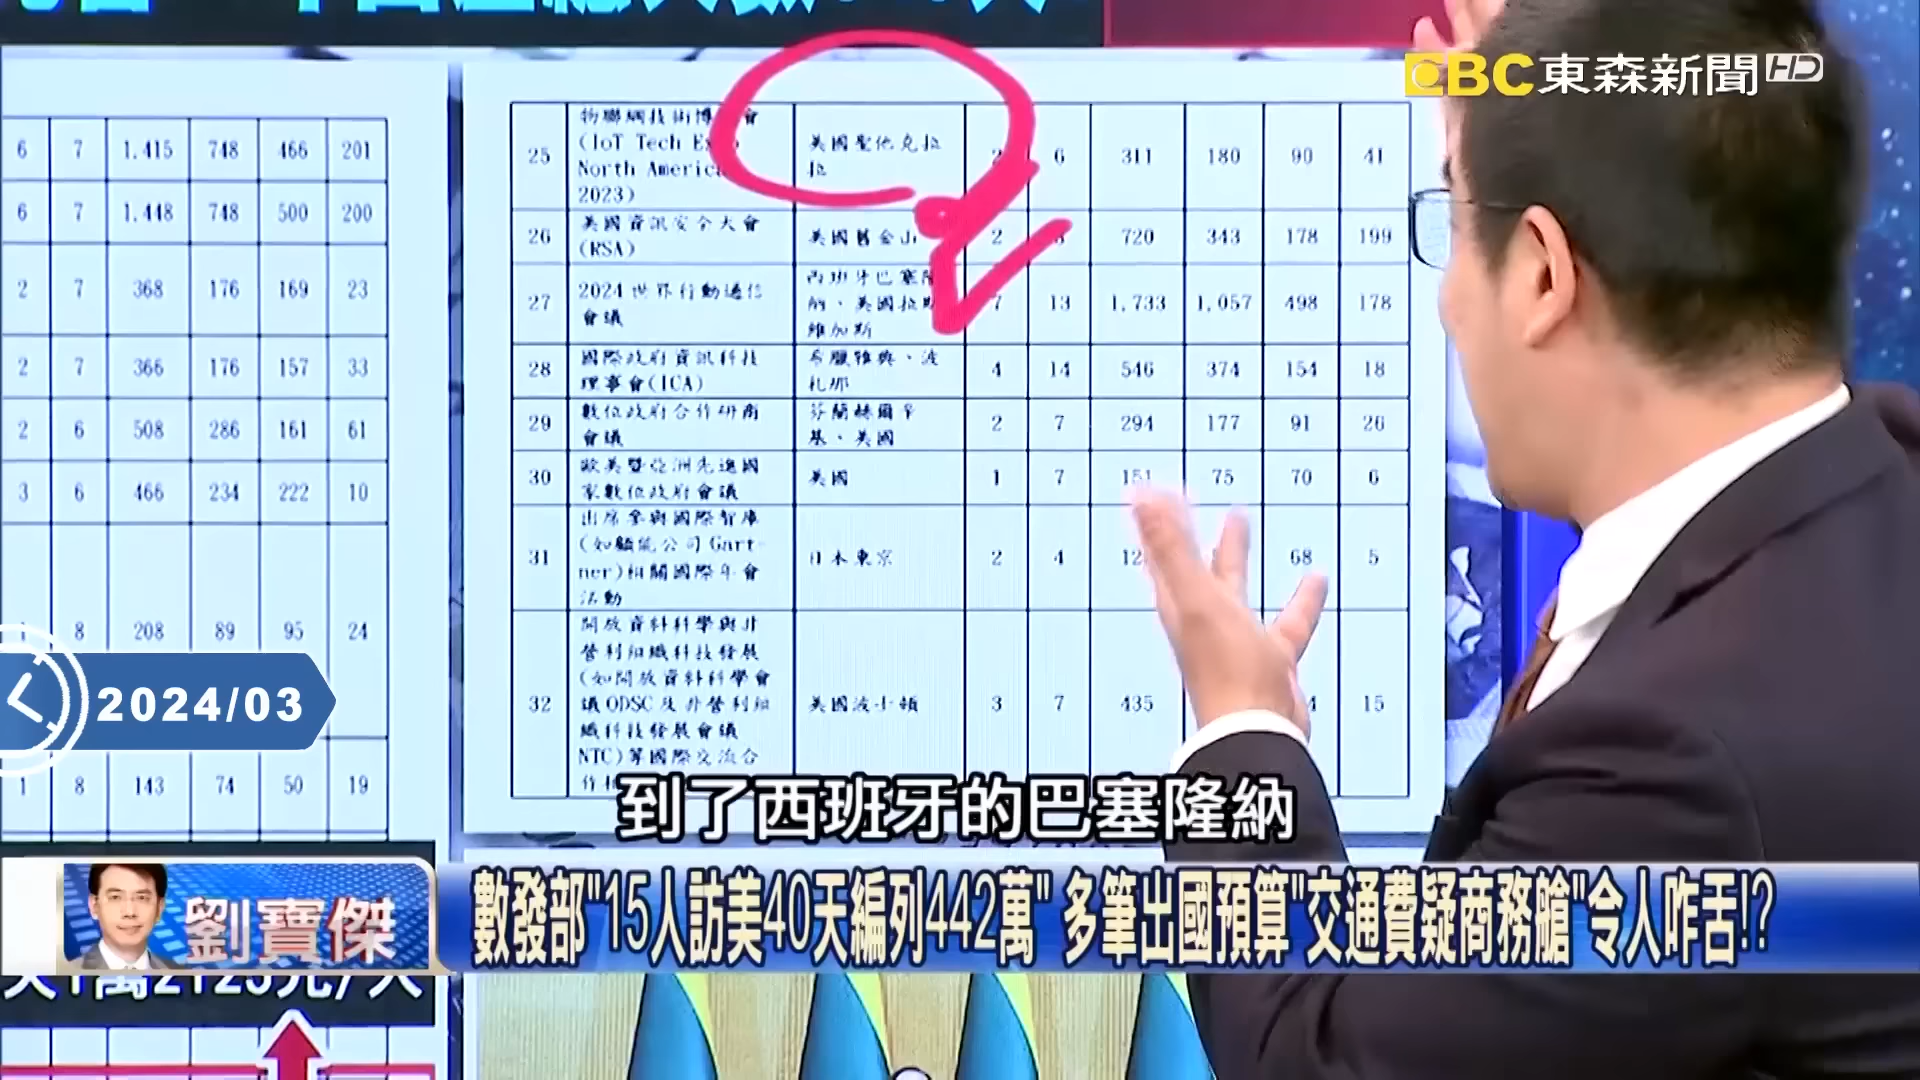 EBC東森新聞HD
6 7 1,415 748 466 201
6 7 1,448 748 500 200
2 7 368 176 169 23
2 7 366 176 157 33
2 6 508 286 161 61
3 6 466 234 222 10
8 208 89 95 24
1 8 143 74 50 19
25
(IoT Tech
North America
2023)
美國聖他克拉
拉
6 311 180 90 41
26
美國資訊安全大會
(RSA)
美國舊金山
2 720 343 178 199
27
2024世界行動通信
會議
西班牙巴塞隆
納、美國拉斯
維加斯
7 13 1,733 1,057 498 178
28
國際政府資訊科技
理事會(ICA)
希臘雅典、波
札那
4 14 546 374 154 18
29
數位政府合作研商
會議
芬蘭赫爾辛
基、美國
2 7 294 177 91 26
30
歐美暨亞洲先進國
家數位政府會議
美國
1 7 151 75 70 6
31
出席參與國際智庫
(如顧能公司Gart-
ner)相關國際年會
活動
日本東京
2 4 68 5
32
開放資料科學與非
營利組織科技發展
(如開放資料科學會
議ODSC及非營利組
織科技發展會議
NTC)等國際交流合
美國波士頓
3 7 435 15
2024/03
到了西班牙的巴塞隆納
劉寶傑
數發部"15人訪美40天編列442萬" 多筆出國預算"交通費疑商務艙"令人咋舌!?